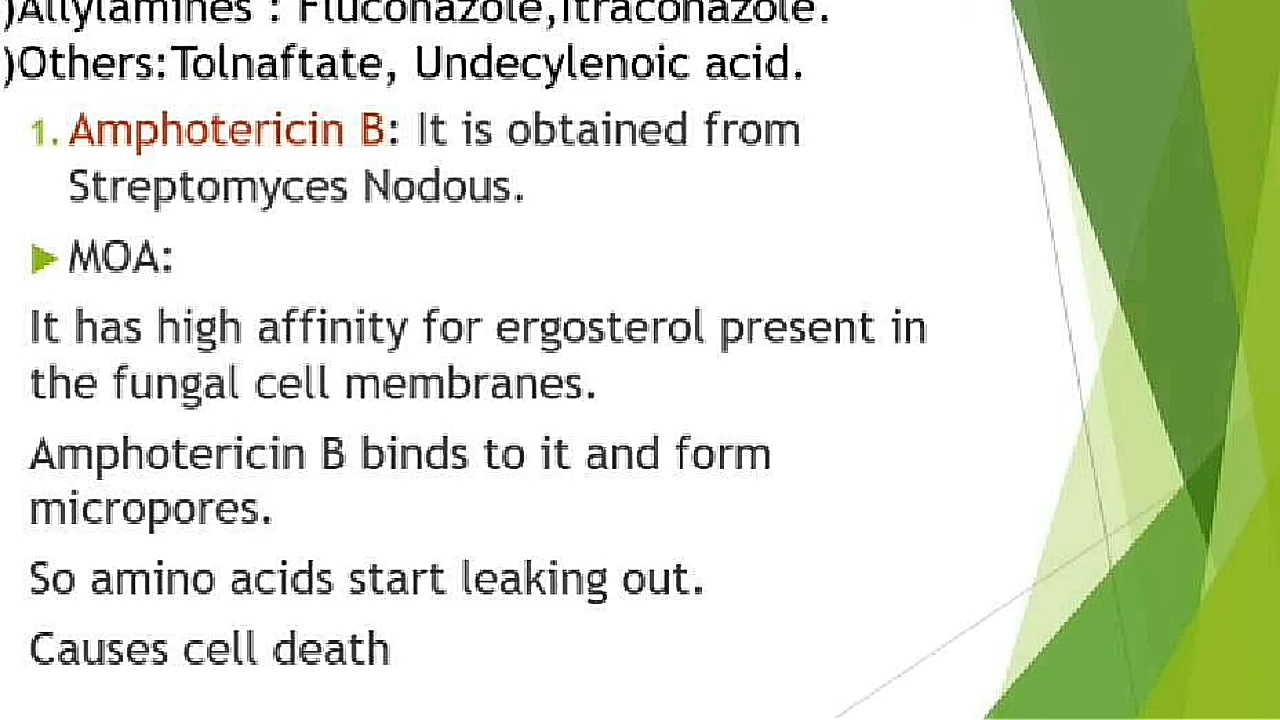 )Allylamines : Fluconazole,Itraconazole.
)Others:Tolnaftate, Undecylenoic acid.
1. Amphotericin B: It is obtained from
Streptomyces Nodous.
MOA:
It has high affinity for ergosterol present in
the fungal cell membranes.
Amphotericin B binds to it and form
micropores.
So amino acids start leaking out.
Causes cell death